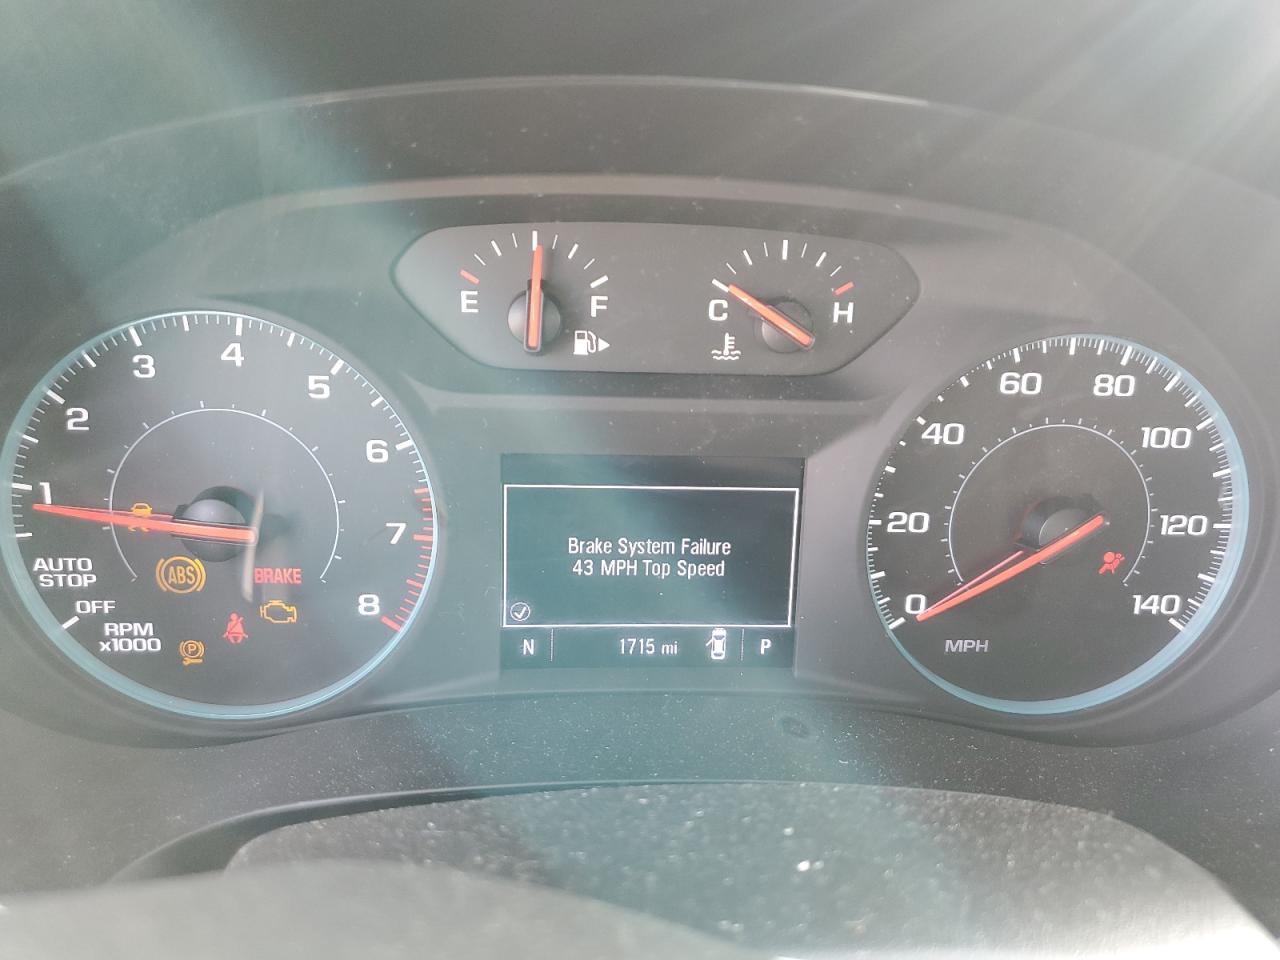 E F
C H
1 2 3 4 5 6 7 8
AUTO
STOP
OFF
RPM
x1000
ABS
BRAKE
P
Brake System Failure
43 MPH Top Speed
N 1715 mi P
0 20 40 60 80 100 120 140
MPH